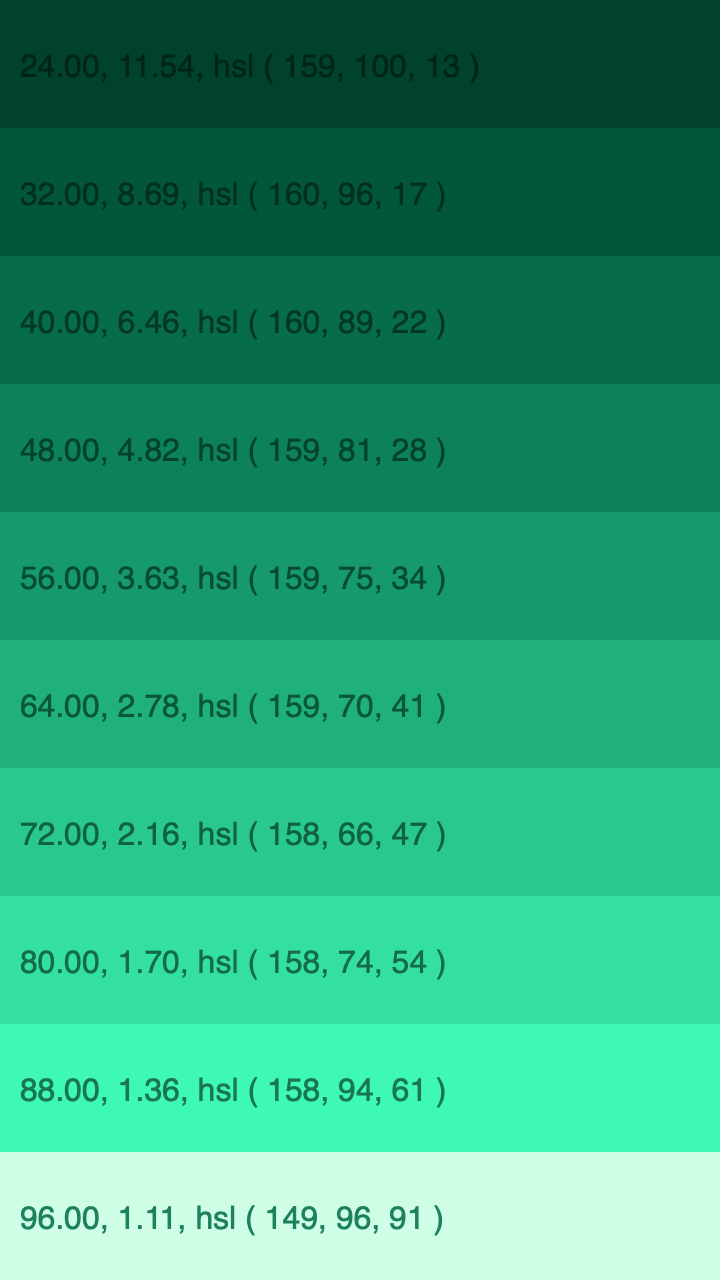 24.00, 11.54, hsl ( 159, 100, 13 )
32.00, 8.69, hsl ( 160, 96, 17 )
40.00, 6.46, hsl ( 160, 89, 22 )
48.00, 4.82, hsl ( 159, 81, 28 )
56.00, 3.63, hsl ( 159, 75, 34 )
64.00, 2.78, hsl ( 159, 70, 41 )
72.00, 2.16, hsl ( 158, 66, 47 )
80.00, 1.70, hsl ( 158, 74, 54 )
88.00, 1.36, hsl ( 158, 94, 61 )
96.00, 1.11, hsl ( 149, 96, 91 )